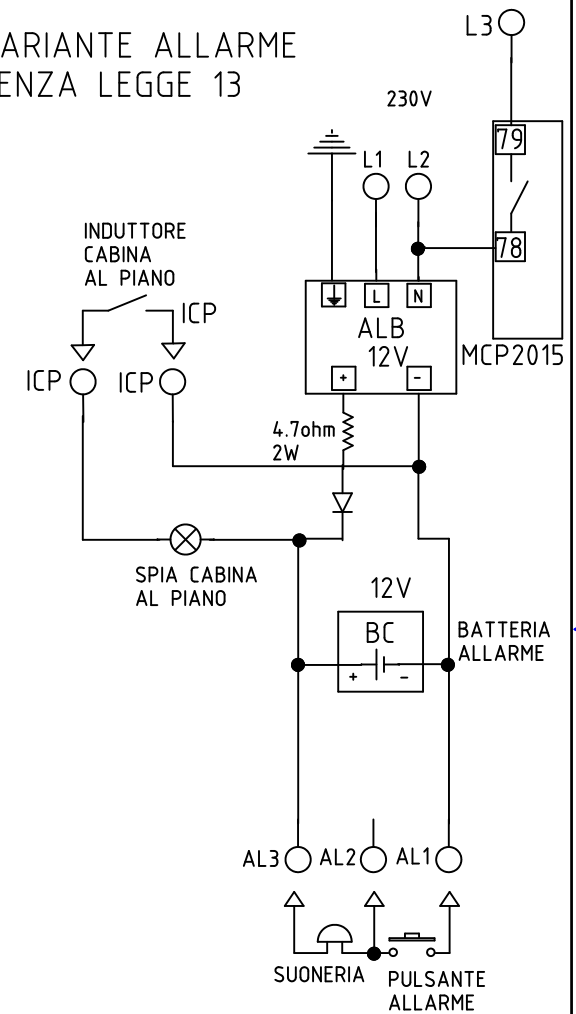 ARIANTE ALLARME
ENZA LEGGE 13
L3
230V
79
L1
L2
78
INDUTTORE
CABINA
AL PIANO
ICP
L
N
ALB
12V
MCP2015
+
-
ICP
ICP
4.7ohm
2W
SPIA CABINA
AL PIANO
12V
BC
BATTERIA
ALLARME
+
-
AL3
AL2
AL1
SUONERIA
PULSANTE
ALLARME